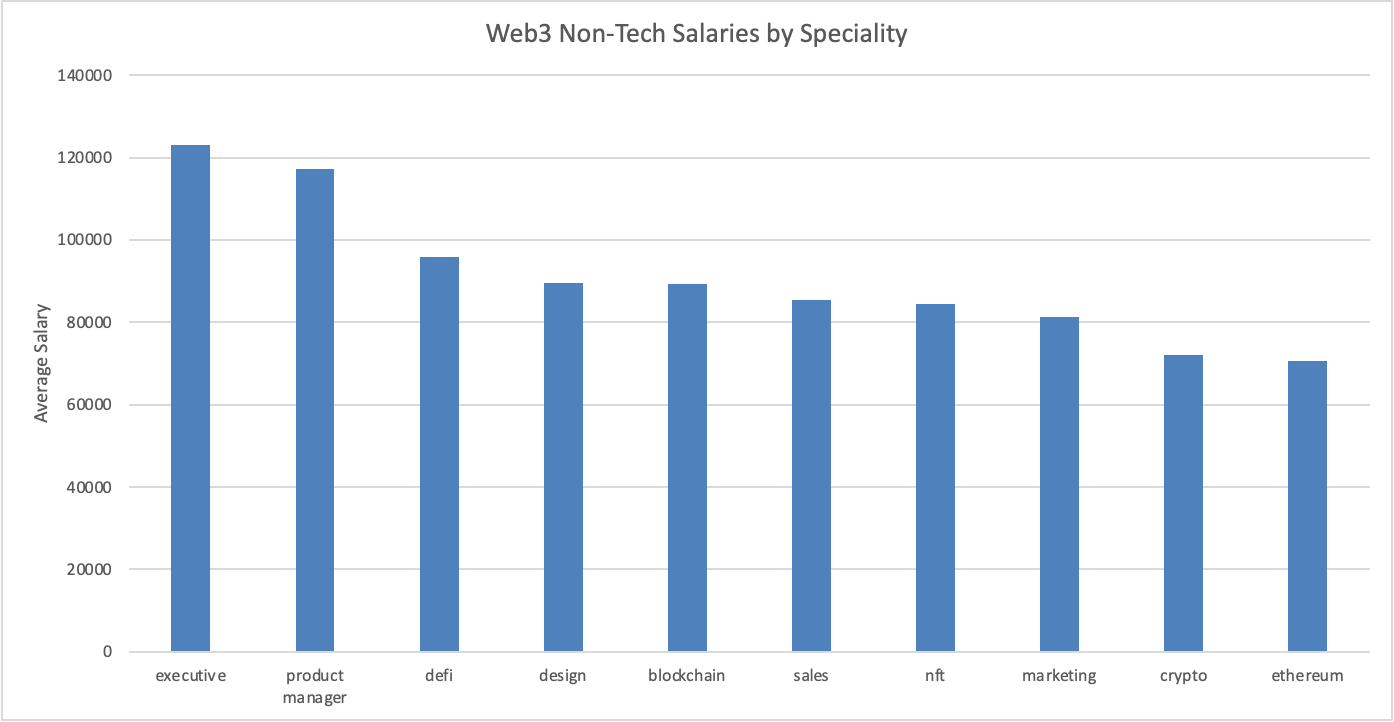 Web3 Non-Tech Salaries by Speciality
Average Salary
140000
120000
100000
80000
60000
40000
20000
0
executive
product
manager
defi
design
blockchain
sales
nft
marketing
crypto
ethereum